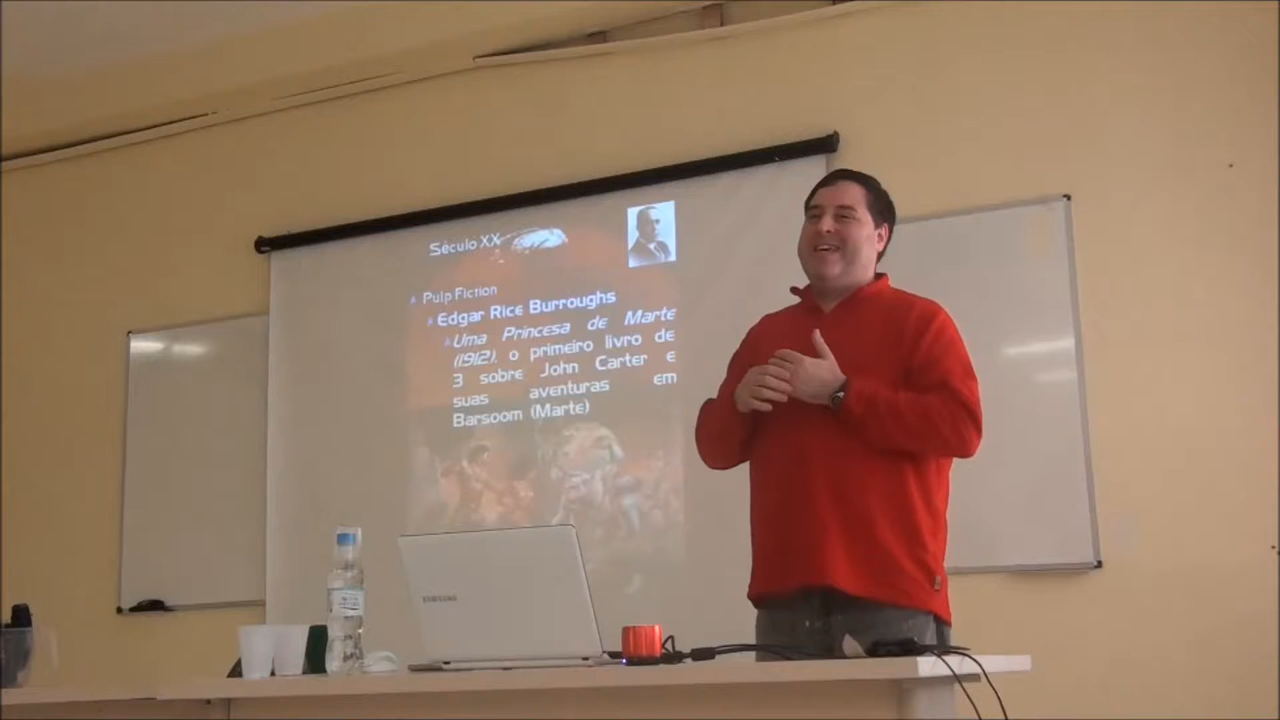 Século XX
Pulp Fiction
Edgar Rice Burroughs
Uma Princesa de Marte
(1912), o primeiro livro de
3 sobre John Carter e
suas aventuras em
Barsoom (Marte)
SAMSUNG